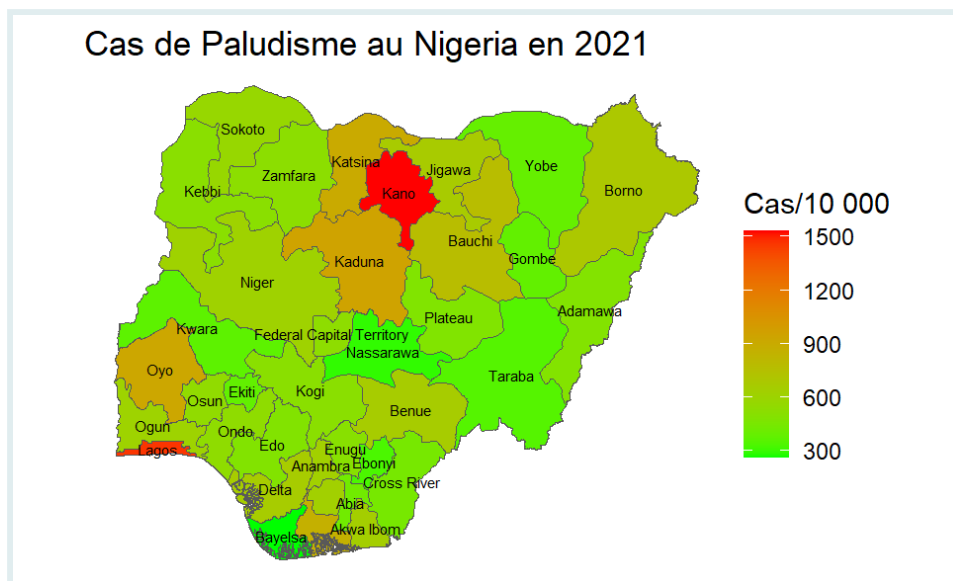 Cas de Paludisme au Nigeria en 2021
Sokoto
Katsina
Jigawa
Yobe
Zamfara
Kebbi
Kano
Borno
Bauchi
Kaduna
Gombe
Niger
Adamawa
Plateau
Kwara
Federal Capital Territory
Nassarawa
Oyo
Taraba
Ekiti
Kogi
Osun
Benue
Ogun
Ondo
Edo
Enugu
Lagos
Anambra
Ebonyi
Cross River
Delta
Abia
Akwa Ibom
Bayelsa
Cas/10 000
1500
1200
900
600
300